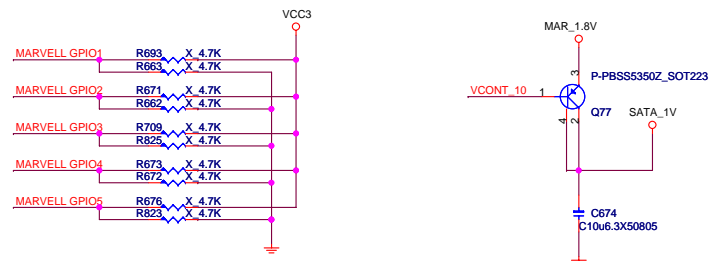 VCC3
MARVELL GPIO1
R693 X_4.7K
R663 X_4.7K
MARVELL GPIO2
R671 X_4.7K
R662 X_4.7K
MARVELL GPIO3
R709 X_4.7K
R825 X_4.7K
MARVELL GPIO4
R673 X_4.7K
R672 X_4.7K
MARVELL GPIO5
R676 X_4.7K
R823 X_4.7K
MAR_1.8V
3
P-PBSS5350Z_SOT223
VCONT_10
1
Q77
4
2
SATA_1V
C674
C10u6.3X50805